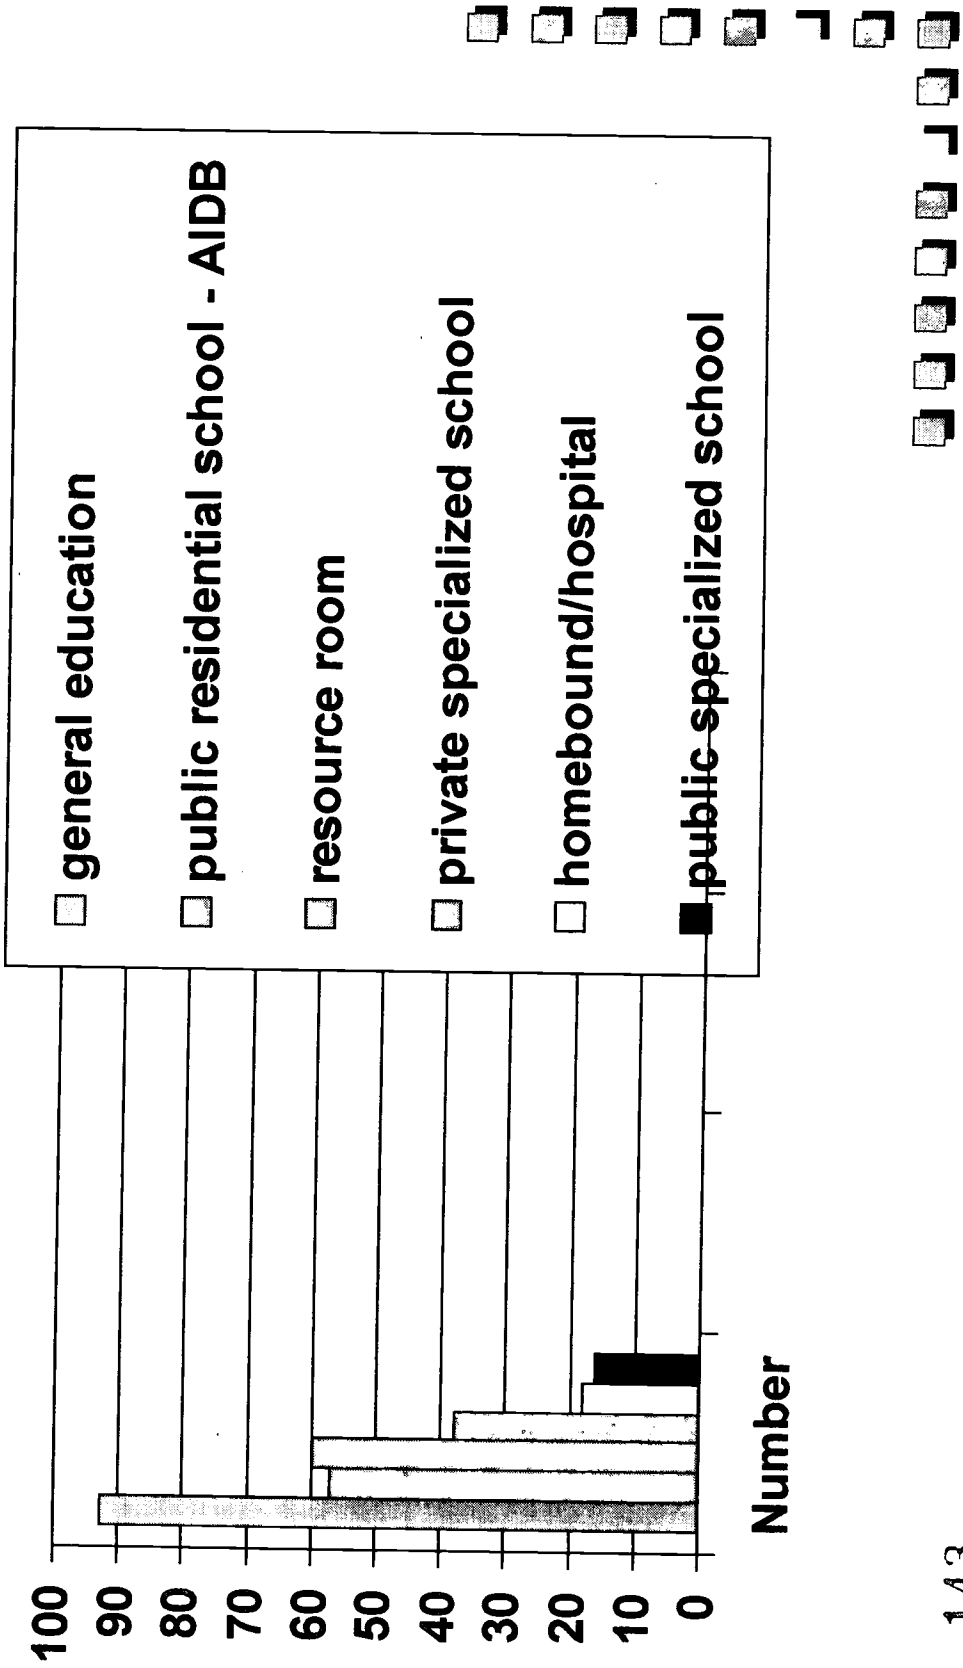 100
90
80
70
60
50
40
30
20
10
0
Number
general education
public residential school - AIDB
resource room
private specialized school
homebound/hospital
public specialized school